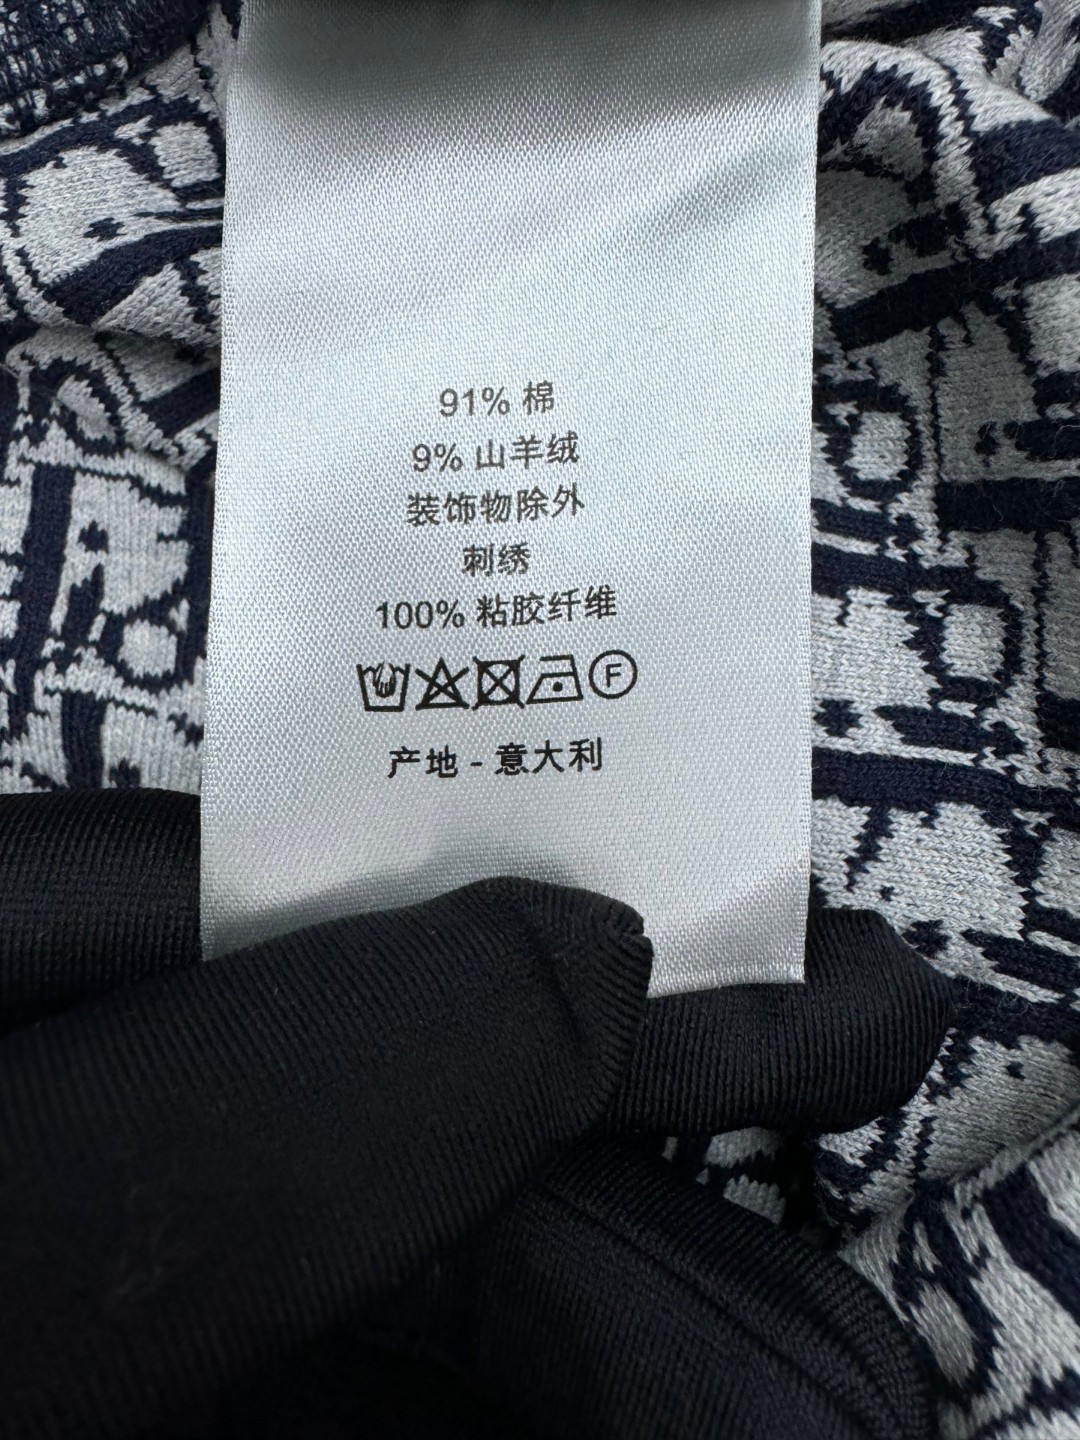 91% 棉
9% 山羊绒
装饰物除外
刺绣
100% 粘胶纤维
F
产地 - 意大利